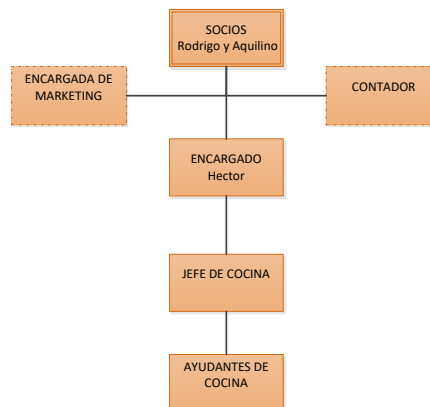 SOCIOS
Rodrigo y Aquilino
ENCARGADA DE
MARKETING
CONTADOR
ENCARGADO
Hector
JEFE DE COCINA
AYUDANTES DE
COCINA